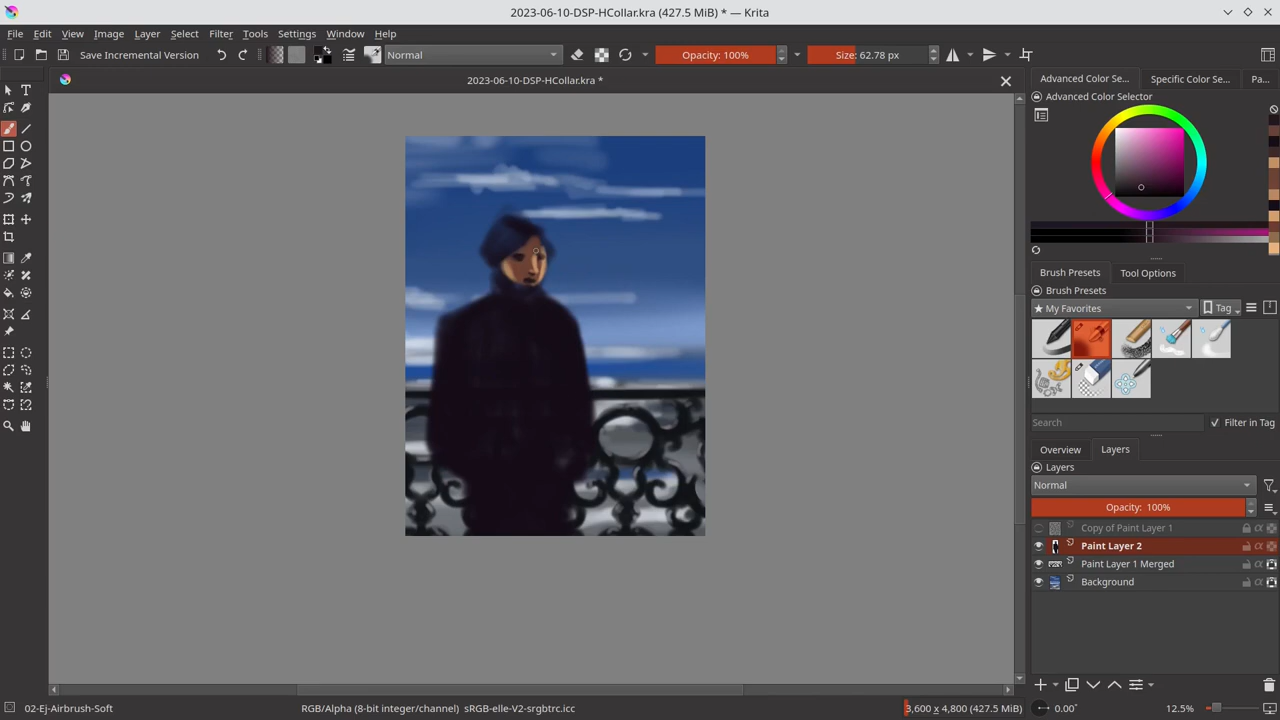 2023-06-10-DSP-HCollar.kra (427.5 MiB) * — Krita
File Edit View Image Layer Select Filter Tools Settings Window Help
Save Incremental Version
Normal
Opacity: 100%
Size: 62.78 px
2023-06-10-DSP-HCollar.kra *
Advanced Color Se... Specific Color Se... Pa...
Advanced Color Selector
Brush Presets Tool Options
Brush Presets
★ My Favorites
Tag
Search
Filter in Tag
Overview Layers
Layers
Normal
Opacity: 100%
Copy of Paint Layer 1
Paint Layer 2
Paint Layer 1 Merged
Background
02-Ej-Airbrush-Soft
RGB/Alpha (8-bit integer/channel) sRGB-elle-V2-srgbtrc.icc
3,600 x 4,800 (427.5 MiB)
0.00°
12.5%